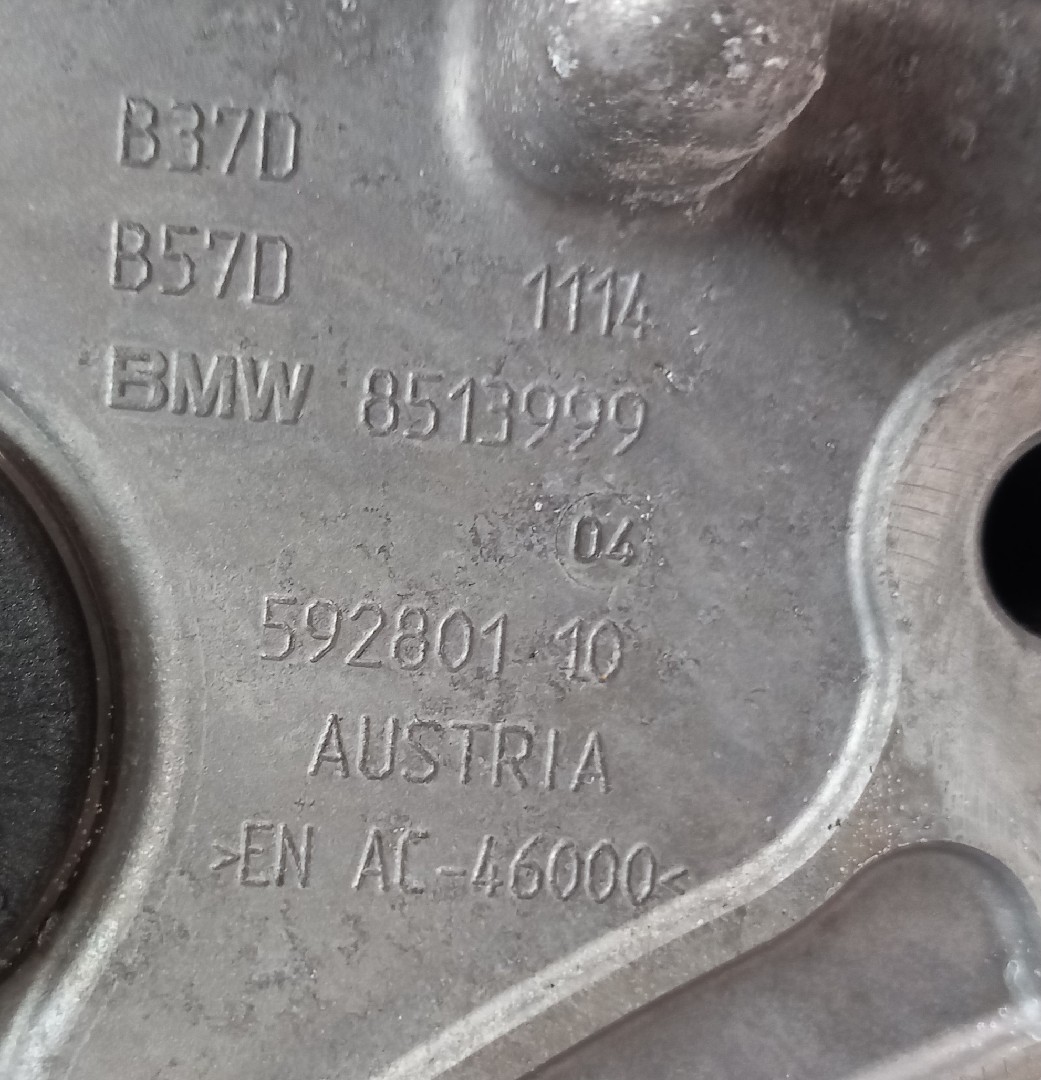 B37D
B57D
1114
BMW 8513999
04
592801 10
AUSTRIA
>EN AC-46000<